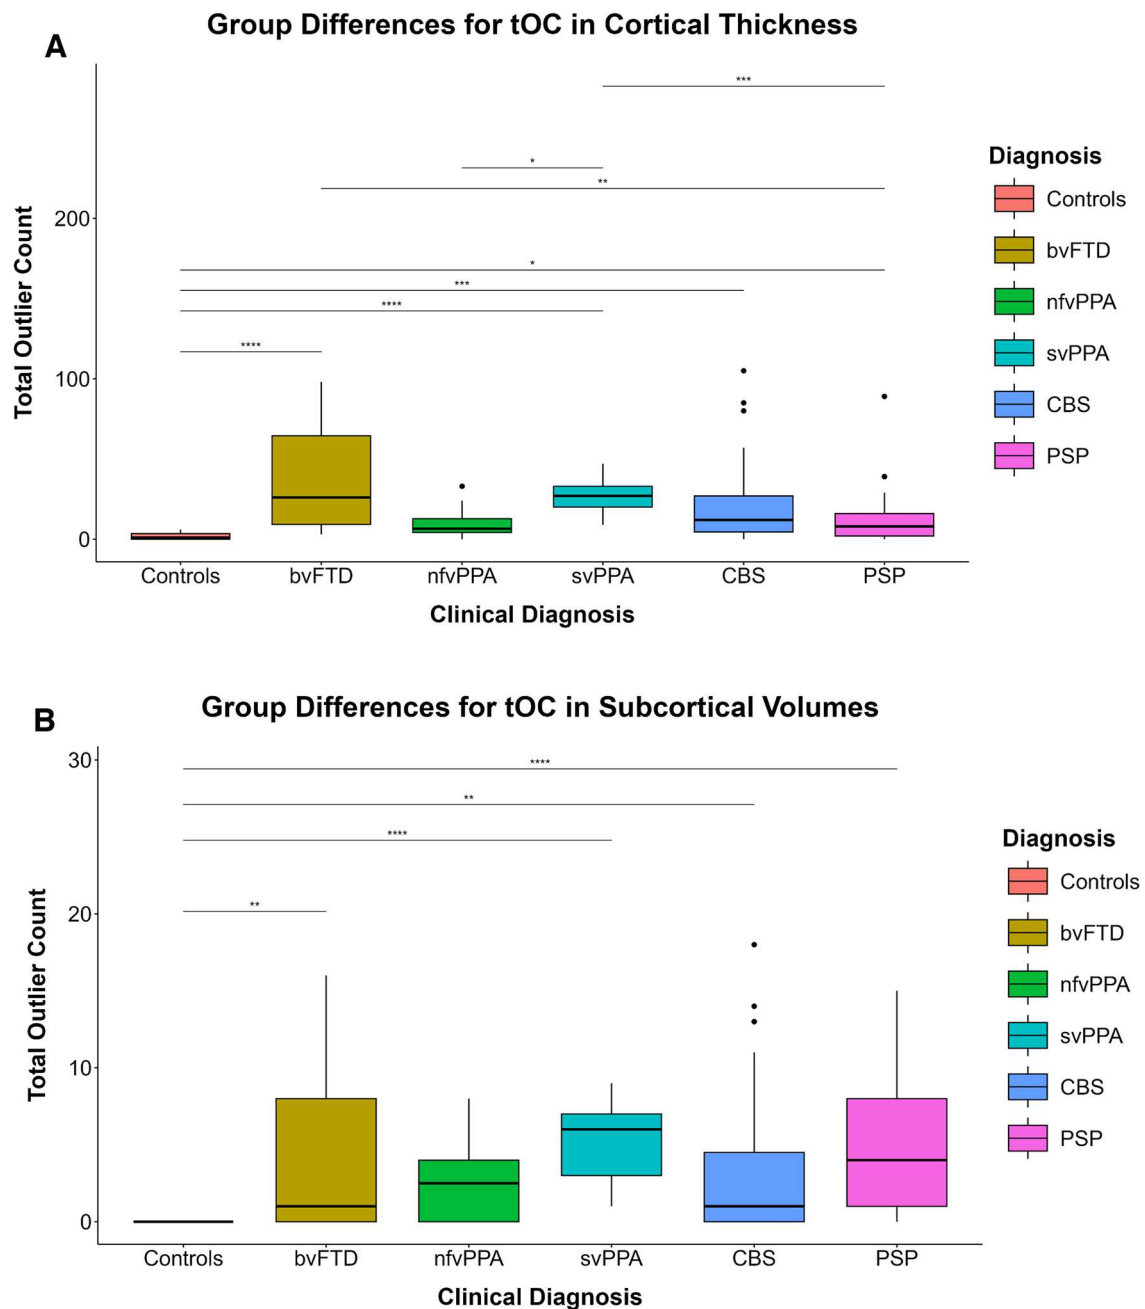 A
Group Differences for tOC in Cortical Thickness
Total Outlier Count
200
100
0
***
*
**
*
***
****
****
Controls bvFTD nfvPPA svPPA CBS PSP
Clinical Diagnosis
Diagnosis
Controls
bvFTD
nfvPPA
svPPA
CBS
PSP
B
Group Differences for tOC in Subcortical Volumes
Total Outlier Count
30
20
10
0
****
**
****
**
Controls bvFTD nfvPPA svPPA CBS PSP
Clinical Diagnosis
Diagnosis
Controls
bvFTD
nfvPPA
svPPA
CBS
PSP